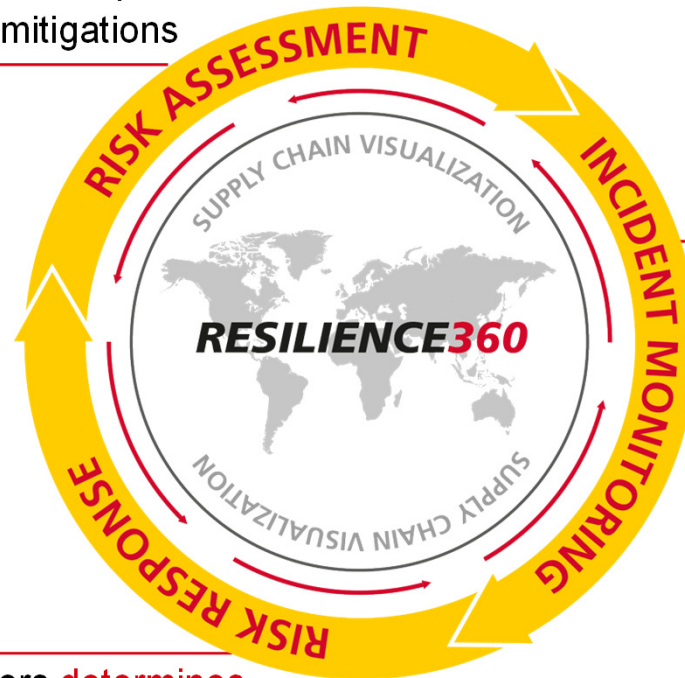 mitigations
RISK ASSESSMENT
INCIDENT MONITORING
RISK RESPONSE
SUPPLY CHAIN VISUALIZATION
RESILIENCE360
SUPPLY CHAIN VISUALIZATION
determines